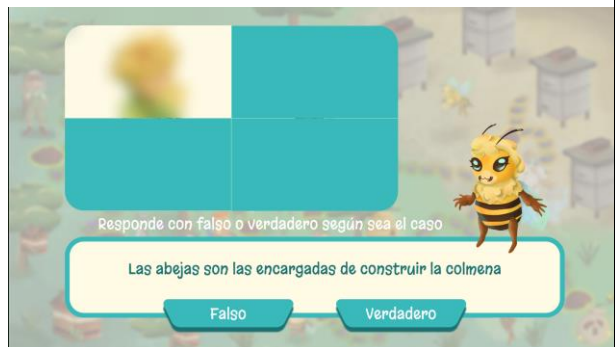 Responde con falso o verdadero según sea el caso
Las abejas son las encargadas de construir la colmena
Falso
Verdadero